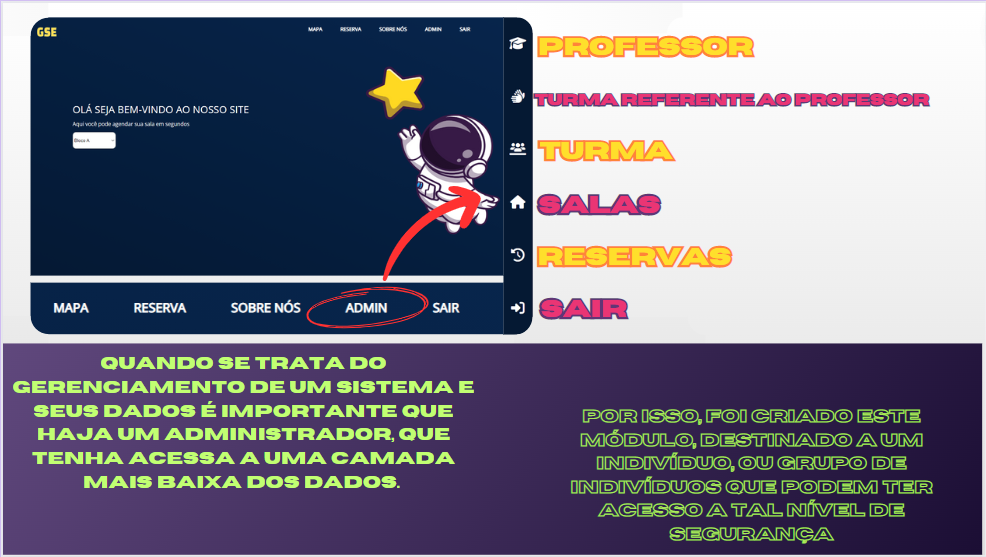 GSE
MAPA RESERVA SOBRE NÓS ADMIN SAIR
OLÁ SEJA BEM-VINDO AO NOSSO SITE
Aqui você pode agendar sua sala em segundos
Bloco A
MAPA RESERVA SOBRE NÓS ADMIN SAIR
PROFESSOR
TURMA REFERENTE AO PROFESSOR
TURMA
SALAS
RESERVAS
SAIR
QUANDO SE TRATA DO
GERENCIAMENTO DE UM SISTEMA E
SEUS DADOS É IMPORTANTE QUE
HAJA UM ADMINISTRADOR, QUE
TENHA ACESSA A UMA CAMADA
MAIS BAIXA DOS DADOS.
POR ISSO, FOI CRIADO ESTE
MÓDULO, DESTINADO A UM
INDIVÍDUO, OU GRUPO DE
INDIVÍDUOS QUE PODEM TER
ACESSO A TAL NÍVEL DE
SEGURANÇA